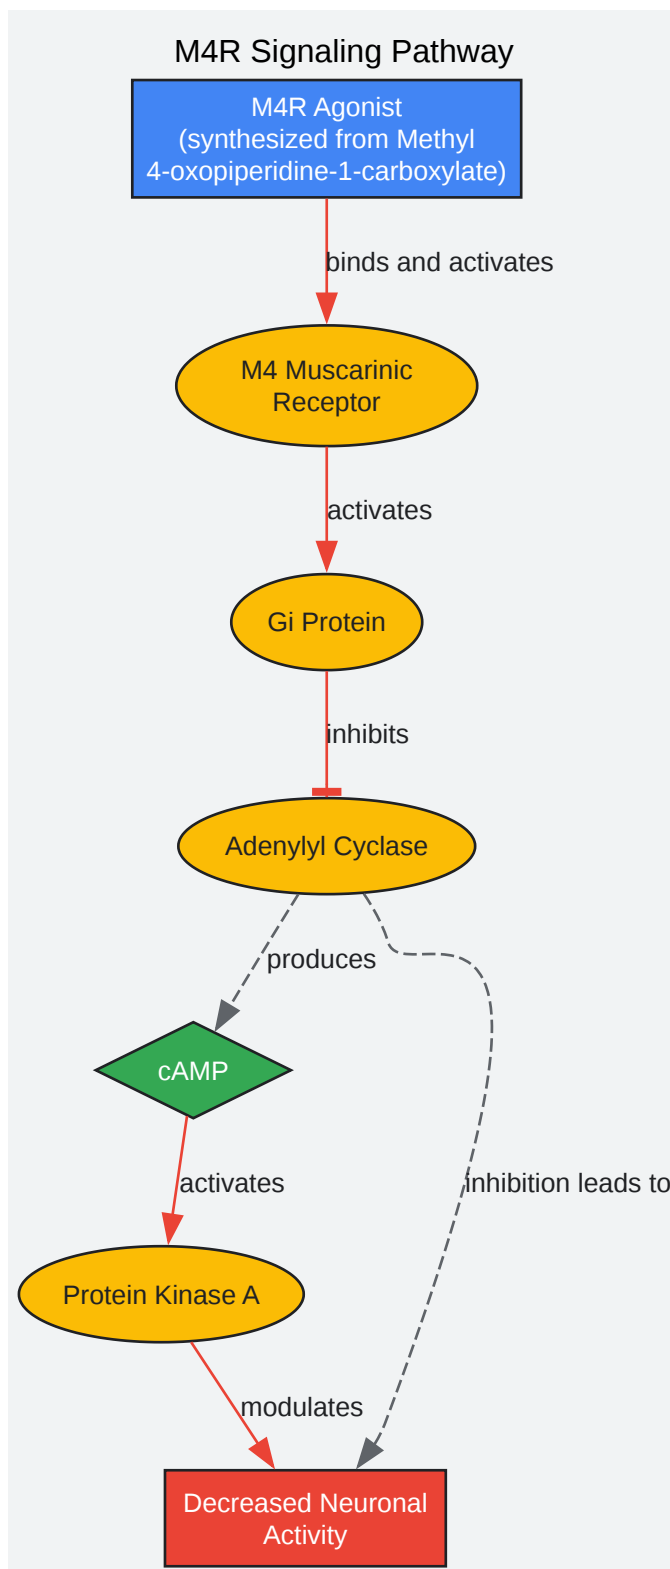 M4R Signaling Pathway
M4R Agonist
(synthesized from Methyl
4-oxopiperidine-1-carboxylate)
binds and activates
M4 Muscarinic
Receptor
activates
Gi Protein
inhibits
Adenylyl Cyclase
produces
cAMP
activates
inhibition leads to
Protein Kinase A
modulates
Decreased Neuronal
Activity